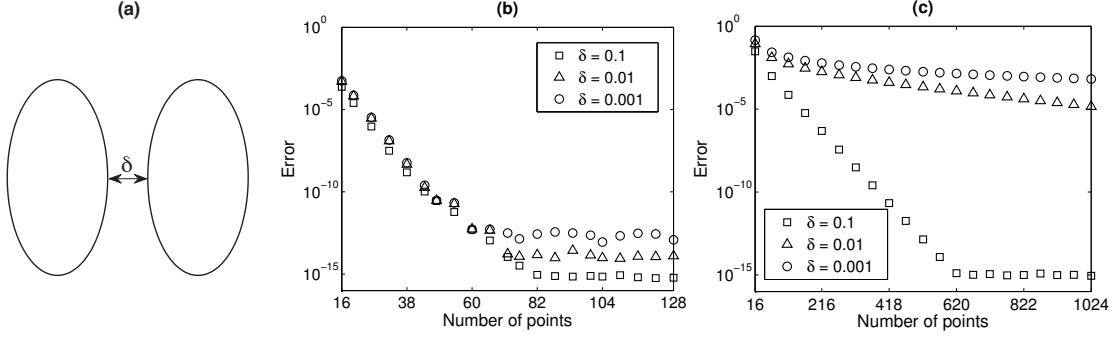 (a)
δ
(b)
Error
10^0
10^-5
10^-10
10^-15
16 38 60 82 104 128
Number of points
δ = 0.1
δ = 0.01
δ = 0.001
(c)
Error
10^0
10^-5
10^-10
10^-15
16 216 418 620 822 1024
Number of points
δ = 0.1
δ = 0.01
δ = 0.001